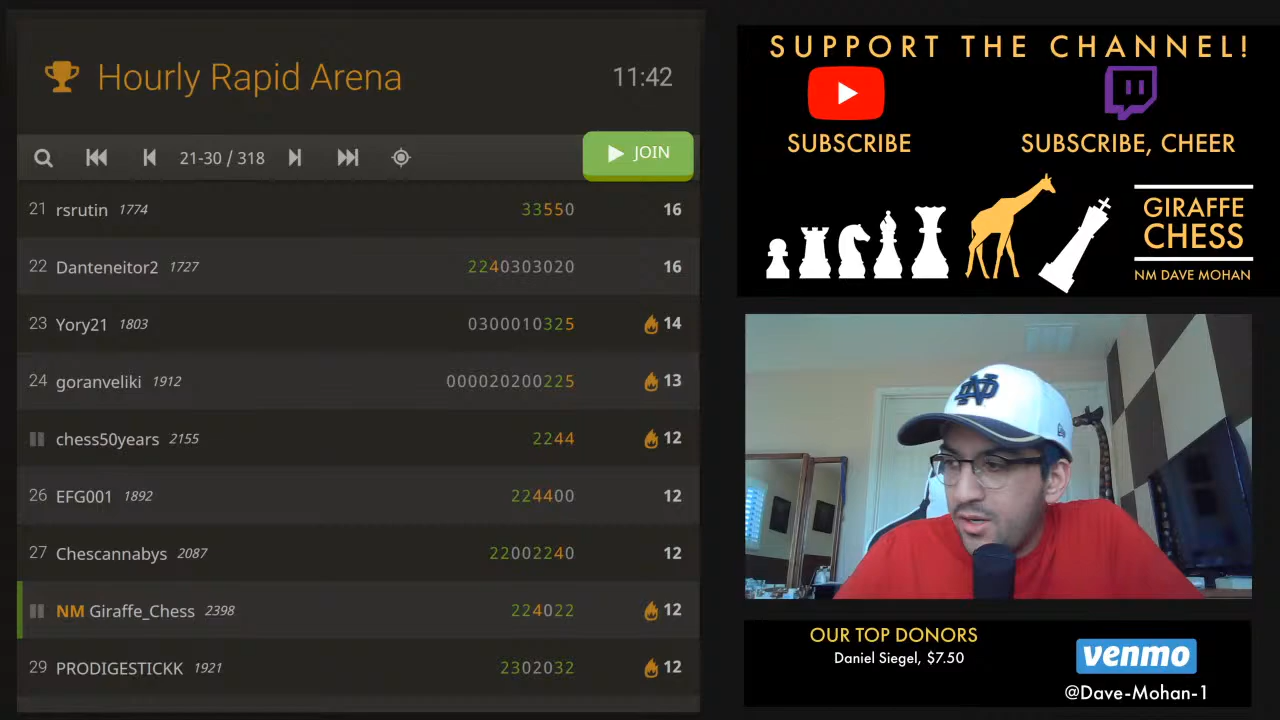 Hourly Rapid Arena
11:42
21-30 / 318
JOIN
21 rsrutin 1774 33550 16
22 Danteneitor2 1727 2240303020 16
23 Yory21 1803 0300010325 14
24 goranveliki 1912 000020200225 13
chess50years 2155 2244 12
26 EFG001 1892 224400 12
27 Chescannabys 2087 22002240 12
NM Giraffe_Chess 2398 224022 12
29 PRODIGESTICKK 1921 2302032 12
SUPPORT THE CHANNEL!
SUBSCRIBE
SUBSCRIBE, CHEER
GIRAFFE
CHESS
NM DAVE MOHAN
ND
OUR TOP DONORS
Daniel Siegel, $7.50
venmo
@Dave-Mohan-1